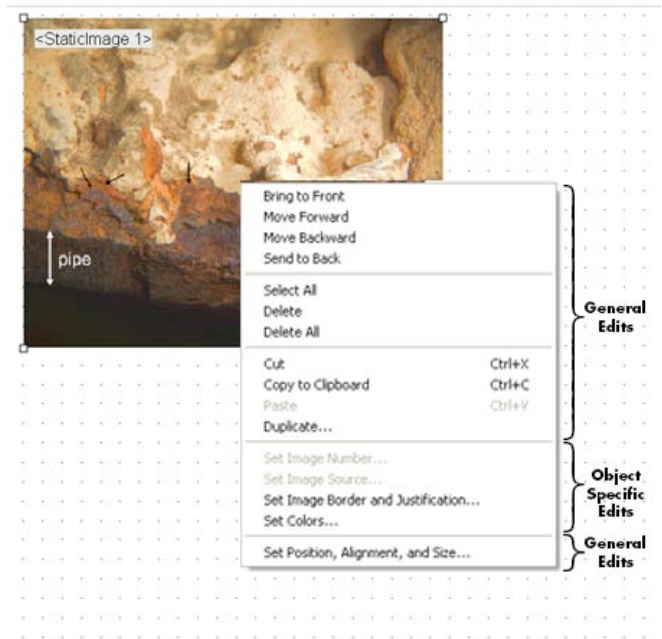 <StaticImage 1>
pipe
Bring to Front
Move Forward
Move Backward
Send to Back
Select All
Delete
Delete All
Cut Ctrl+X
Copy to Clipboard Ctrl+C
Paste Ctrl+V
Duplicate...
Set Image Number...
Set Image Source...
Set Image Border and Justification...
Set Colors...
Set Position, Alignment, and Size...
General
Edits
Object
Specific
Edits
General
Edits